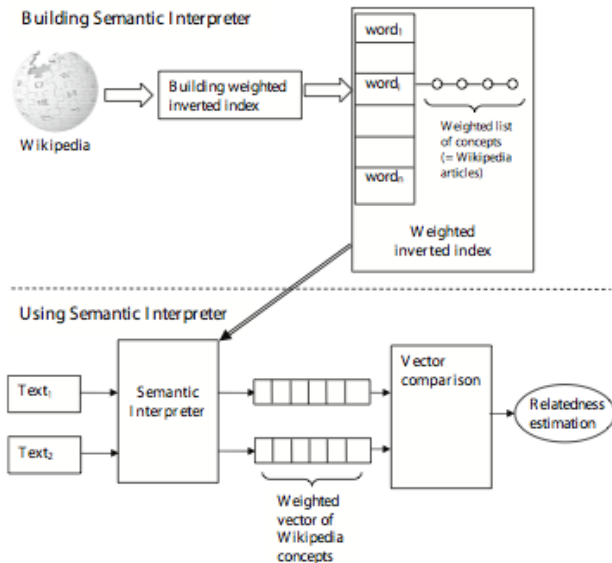 Building Semantic Interpreter
Wikipedia
Building weighted
inverted index
word₁
wordᵢ
wordₙ
Weighted list
of concepts
(= Wikipedia
articles)
Weighted
inverted index
Using Semantic Interpreter
Text₁
Text₂
Semantic
Interpreter
Weighted
vector of
Wikipedia
concepts
Vector
comparison
Relatedness
estimation